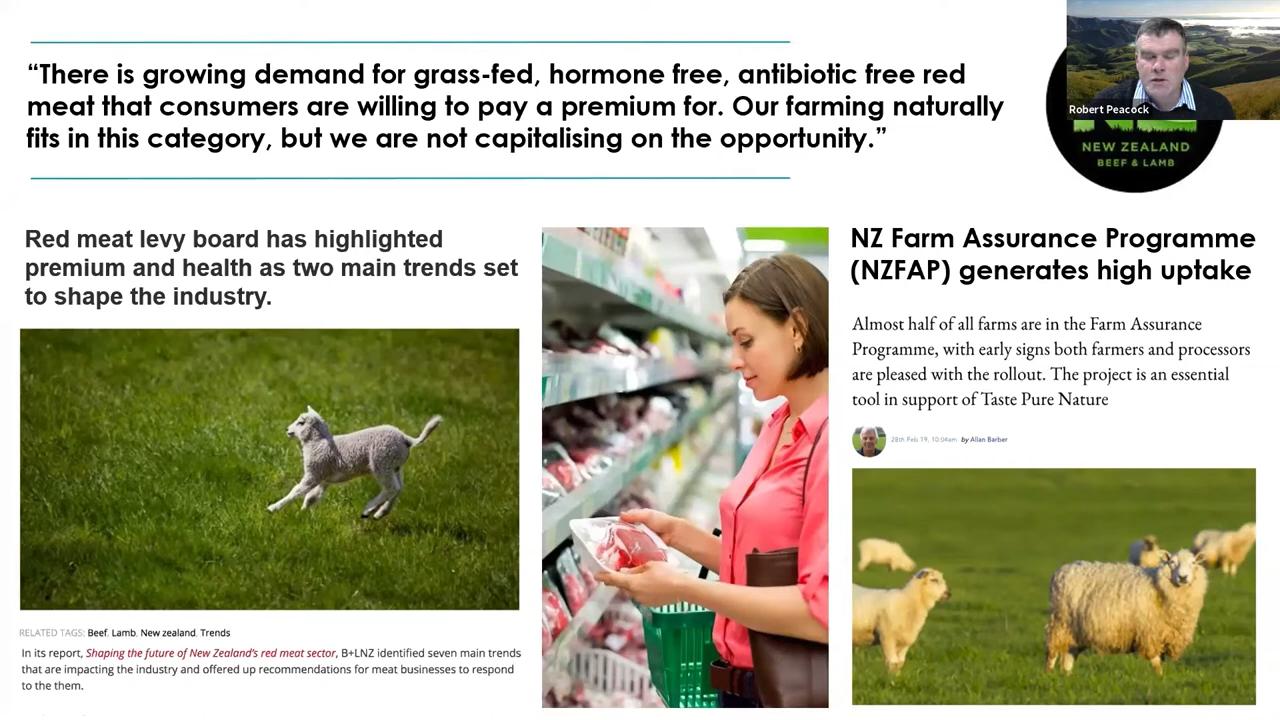 “There is growing demand for grass-fed, hormone free, antibiotic free red
meat that consumers are willing to pay a premium for. Our farming naturally
fits in this category, but we are not capitalising on the opportunity.”
Robert Peacock
NEW ZEALAND
BEEF & LAMB
Red meat levy board has highlighted
premium and health as two main trends set
to shape the industry.
RELATED TAGS: Beef, Lamb, New zealand, Trends
In its report, Shaping the future of New Zealand's red meat sector, B+LNZ identified seven main trends
that are impacting the industry and offered up recommendations for meat businesses to respond
to the them.
NZ Farm Assurance Programme
(NZFAP) generates high uptake
Almost half of all farms are in the Farm Assurance
Programme, with early signs both farmers and processors
are pleased with the rollout. The project is an essential
tool in support of Taste Pure Nature
28th Feb 19, 10:04am by Allan Barber